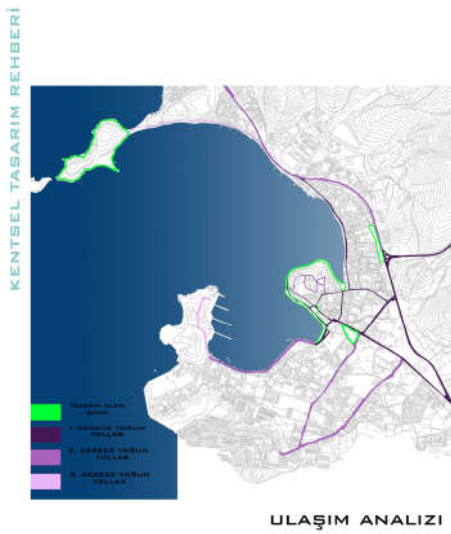 KENTSEL TASARIM REHBERİ
TASARIM ALANI
SINIRI
1. DERECE YOĞUN
YOLLAR
2. DERECE YOĞUN
YOLLAR
3. DERECE YOĞUN
YOLLAR
ULAŞIM ANALIZI